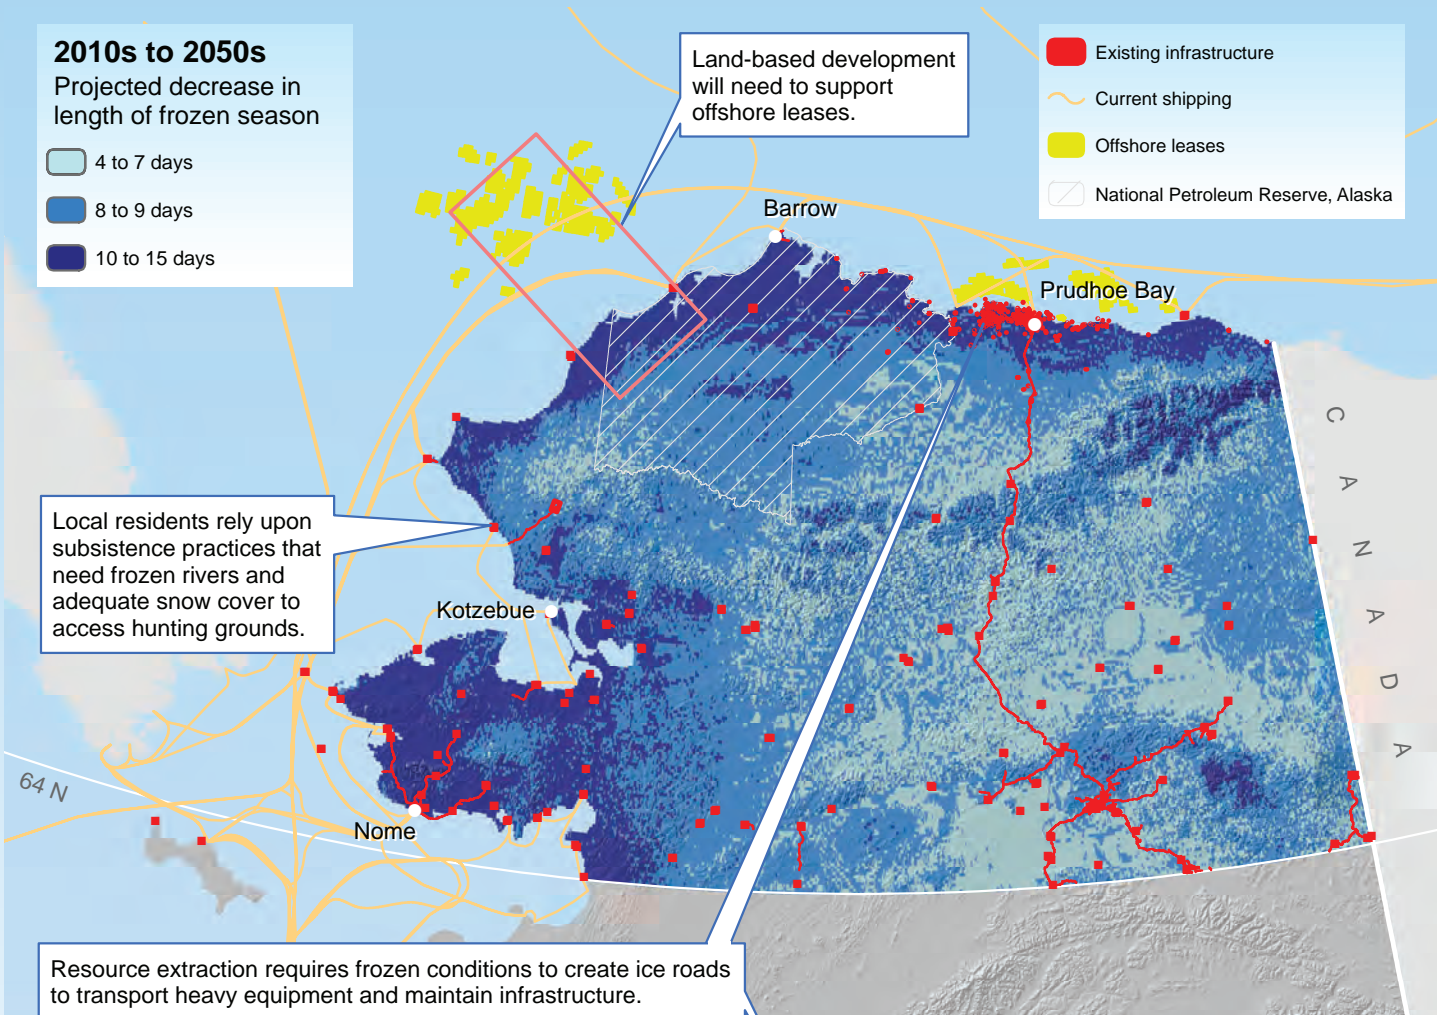 2010s to 2050s
Projected decrease in
length of frozen season
4 to 7 days
8 to 9 days
10 to 15 days
Land-based development
will need to support
offshore leases.
Existing infrastructure
Current shipping
Offshore leases
National Petroleum Reserve, Alaska
Barrow
Prudhoe Bay
CANADA
Local residents rely upon
subsistence practices that
need frozen rivers and
adequate snow cover to
access hunting grounds.
Kotzebue
64 N
Nome
Resource extraction requires frozen conditions to create ice roads
to transport heavy equipment and maintain infrastructure.